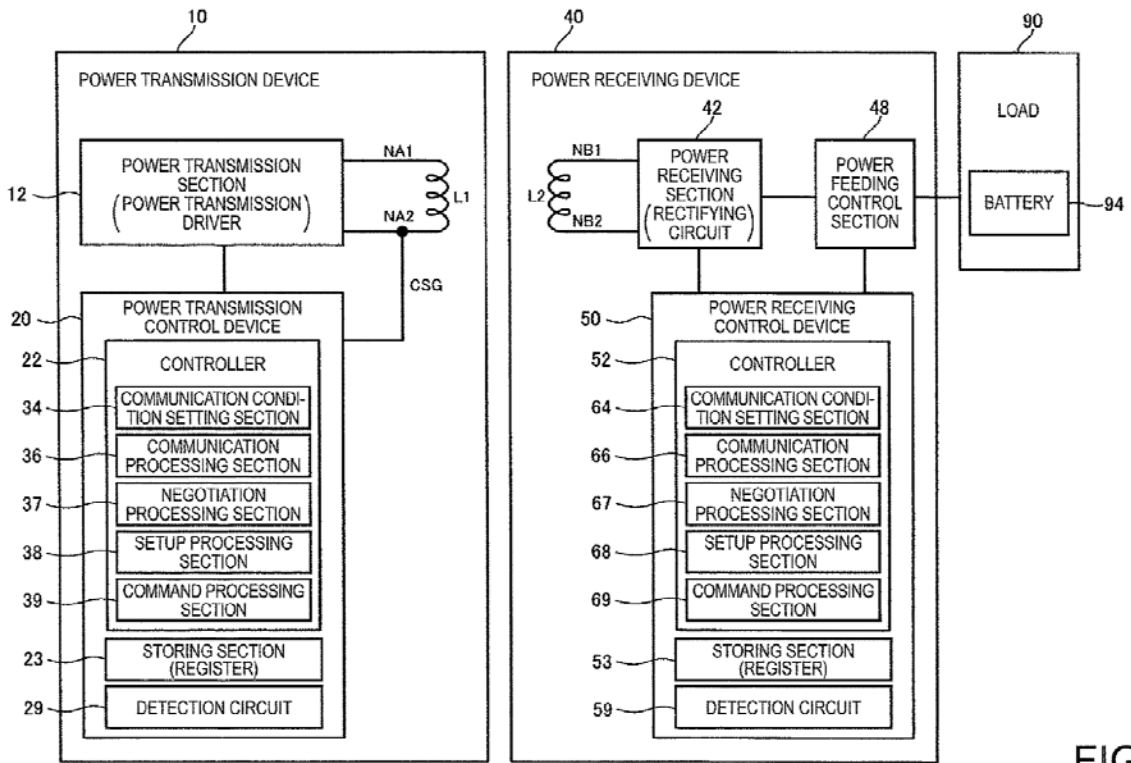 10
40
90
POWER TRANSMISSION DEVICE
POWER RECEIVING DEVICE
LOAD
42
48
12
POWER TRANSMISSION
SECTION
(POWER TRANSMISSION)
DRIVER
NA1
NA2
L1
L2
NB1
NB2
POWER
RECEIVING
SECTION
(RECTIFYING)
CIRCUIT
POWER
FEEDING
CONTROL
SECTION
BATTERY
94
CSG
20
POWER TRANSMISSION
CONTROL DEVICE
22
CONTROLLER
34
COMMUNICATION CONDI-
TION SETTING SECTION
36
COMMUNICATION
PROCESSING SECTION
37
NEGOTIATION
PROCESSING SECTION
38
SETUP PROCESSING
SECTION
39
COMMAND PROCESSING
SECTION
23
STORING SECTION
(REGISTER)
29
DETECTION CIRCUIT
50
POWER RECEIVING
CONTROL DEVICE
52
CONTROLLER
64
COMMUNICATION CONDI-
TION SETTING SECTION
66
COMMUNICATION
PROCESSING SECTION
67
NEGOTIATION
PROCESSING SECTION
68
SETUP PROCESSING
SECTION
69
COMMAND PROCESSING
SECTION
53
STORING SECTION
(REGISTER)
59
DETECTION CIRCUIT
FIG